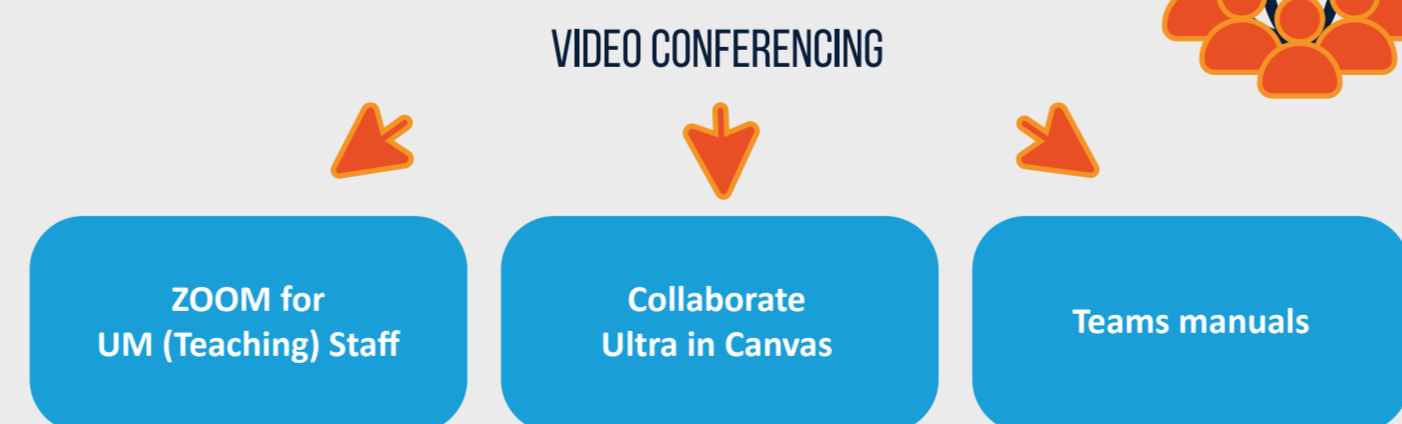 VIDEO CONFERENCING
ZOOM for
UM (Teaching) Staff
Collaborate
Ultra in Canvas
Teams manuals